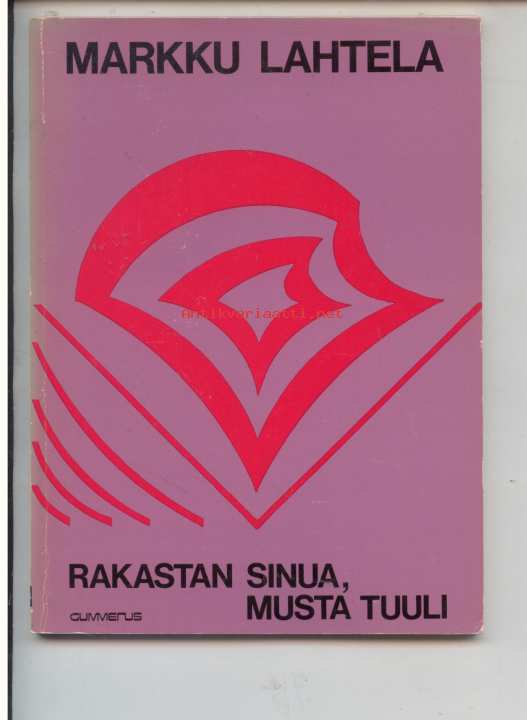 MARKKU LAHTELA
Antikvariaatti.net
RAKASTAN SINUA,
MUSTA TUULI
GUMMERUS